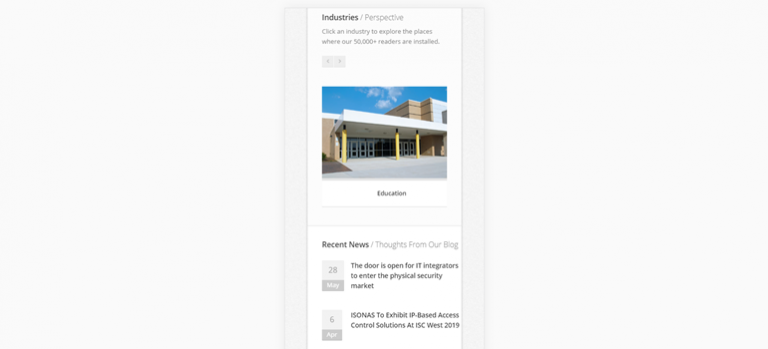 Industries / Perspective
Click an industry to explore the places
where our 50,000+ readers are installed.
Education
Recent News / Thoughts From Our Blog
28
May
The door is open for IT integrators
to enter the physical security
market
6
Apr
ISONAS To Exhibit IP-Based Access
Control Solutions At ISC West 2019